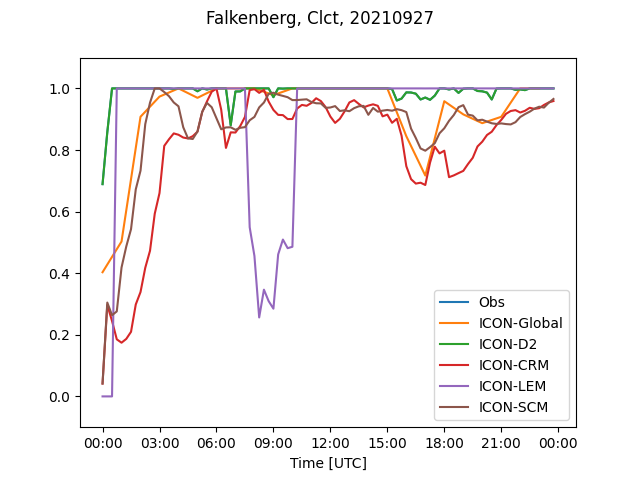 Falkenberg, Clct, 20210927
1.0
0.8
0.6
0.4
0.2
0.0
Obs
ICON-Global
ICON-D2
ICON-CRM
ICON-LEM
ICON-SCM
00:00 03:00 06:00 09:00 12:00 15:00 18:00 21:00 00:00
Time [UTC]